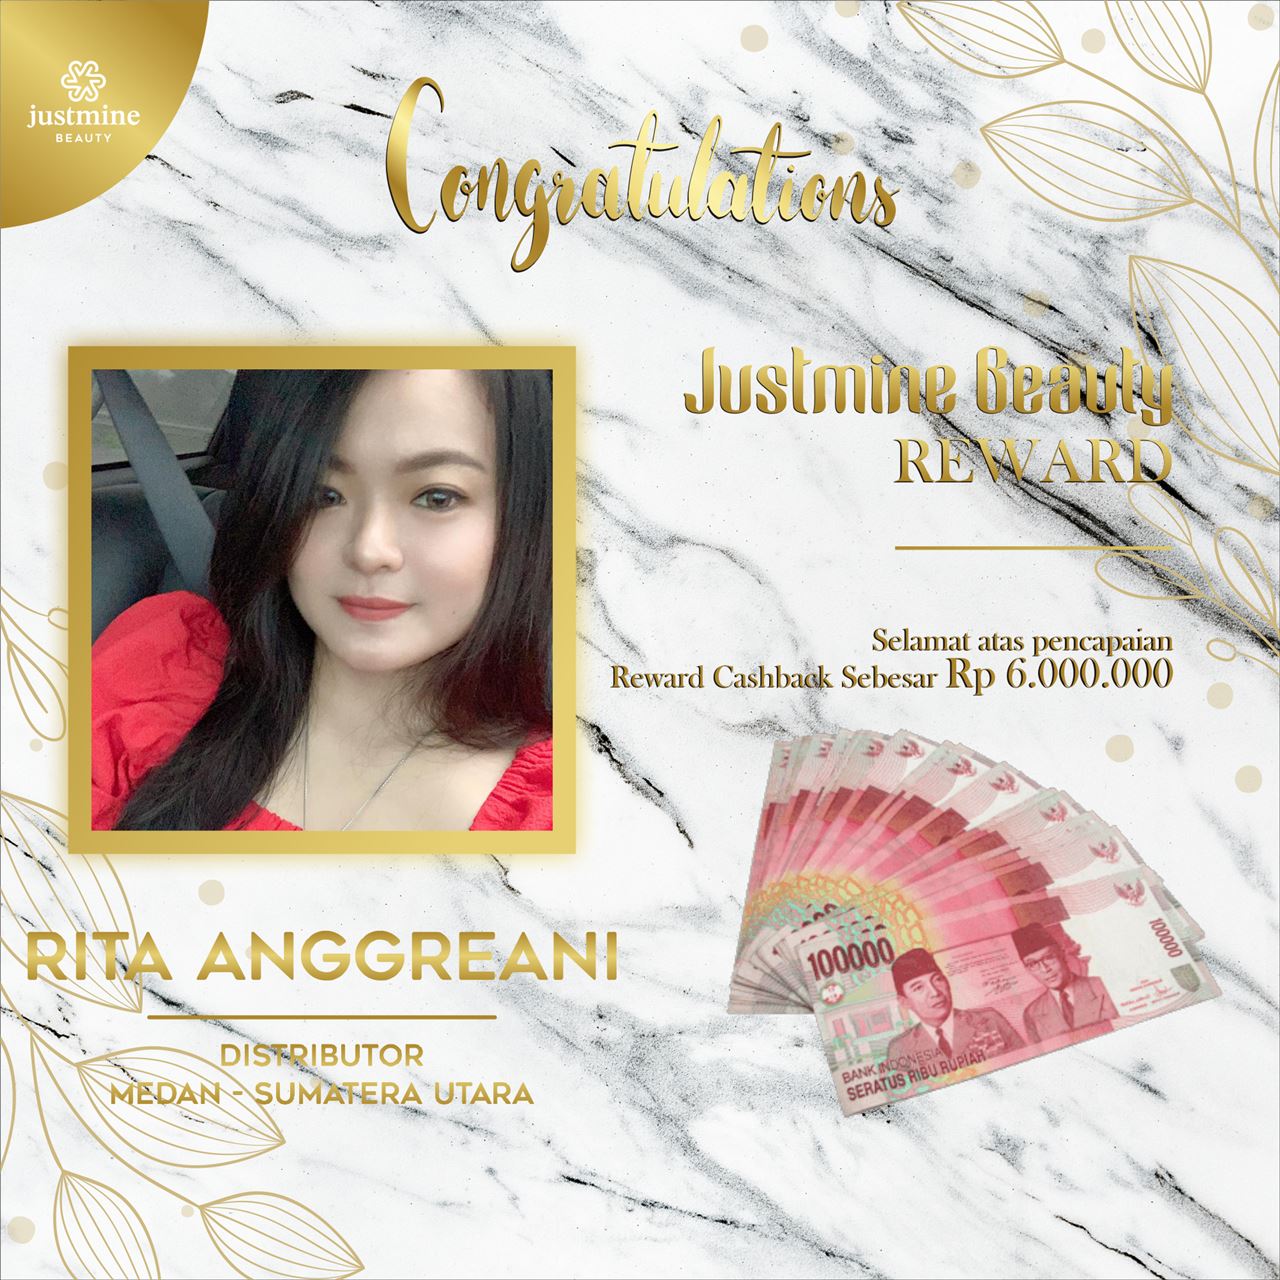 justmine
BEAUTY
Congratulations
Justmine Beauty
REWARD
Selamat atas pencapaian
Reward Cashback Sebesar Rp 6.000.000
RITA ANGGREANI
DISTRIBUTOR
MEDAN - SUMATERA UTARA
100000
100000
BANK INDONESIA
SERATUS RIBU RUPIAH